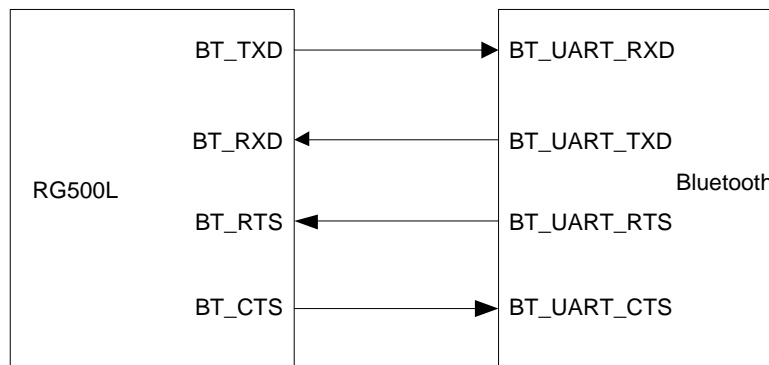 BT_TXD
BT_UART_RXD
BT_RXD
BT_UART_TXD
RG500L
Bluetooth
BT_RTS
BT_UART_RTS
BT_CTS
BT_UART_CTS